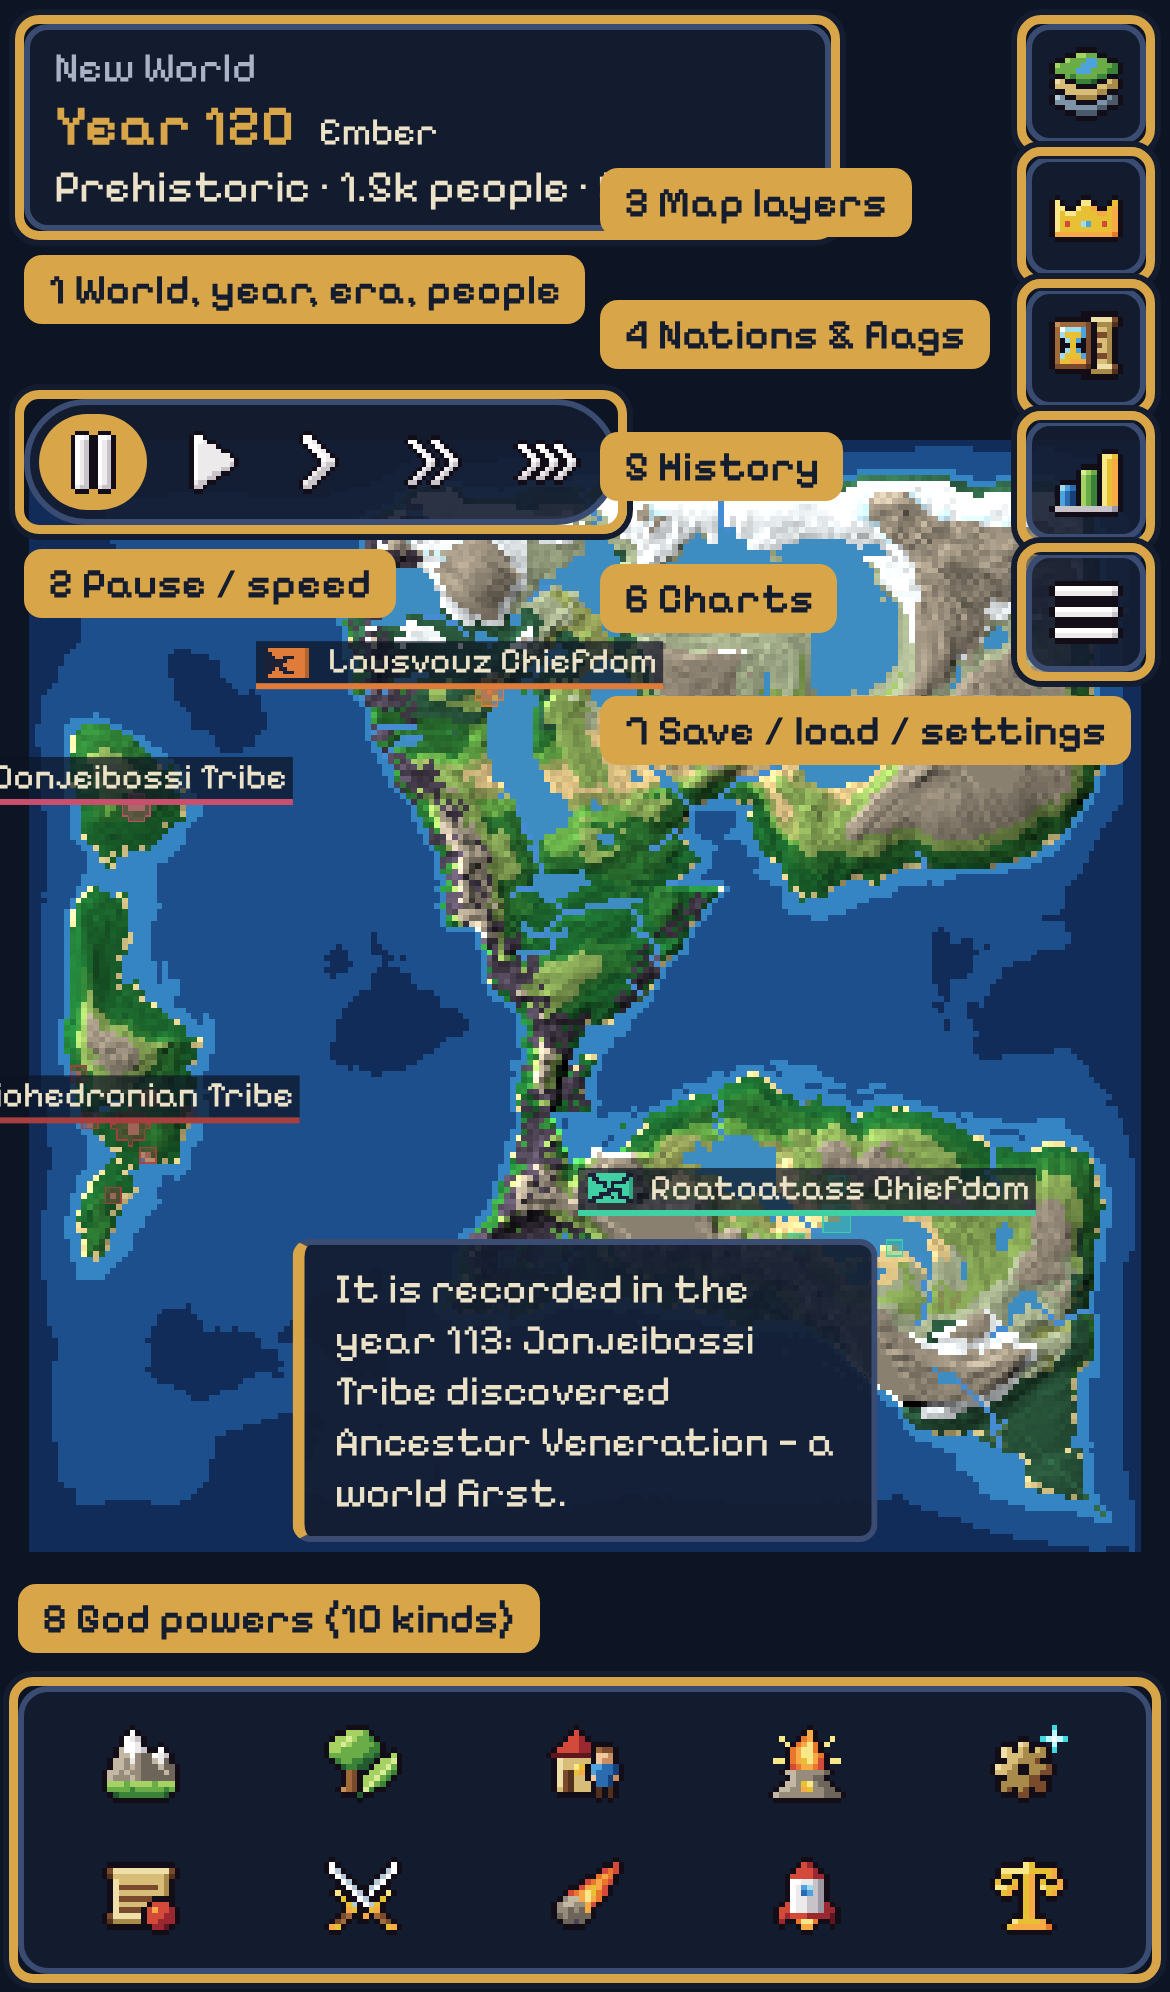 New World
Year 120 Ember
Prehistoric · 1.9k people ·
3 Map layers
1 World, year, era, people
4 Nations & flags
5 History
2 Pause / speed
6 Charts
Lousvouz Chiefdom
7 Save / load / settings
Jonjeibossi Tribe
iohedronian Tribe
Roatoatass Chiefdom
It is recorded in the
year 113: Jonjeibossi
Tribe discovered
Ancestor Veneration – a
world first.
8 God powers (10 kinds)